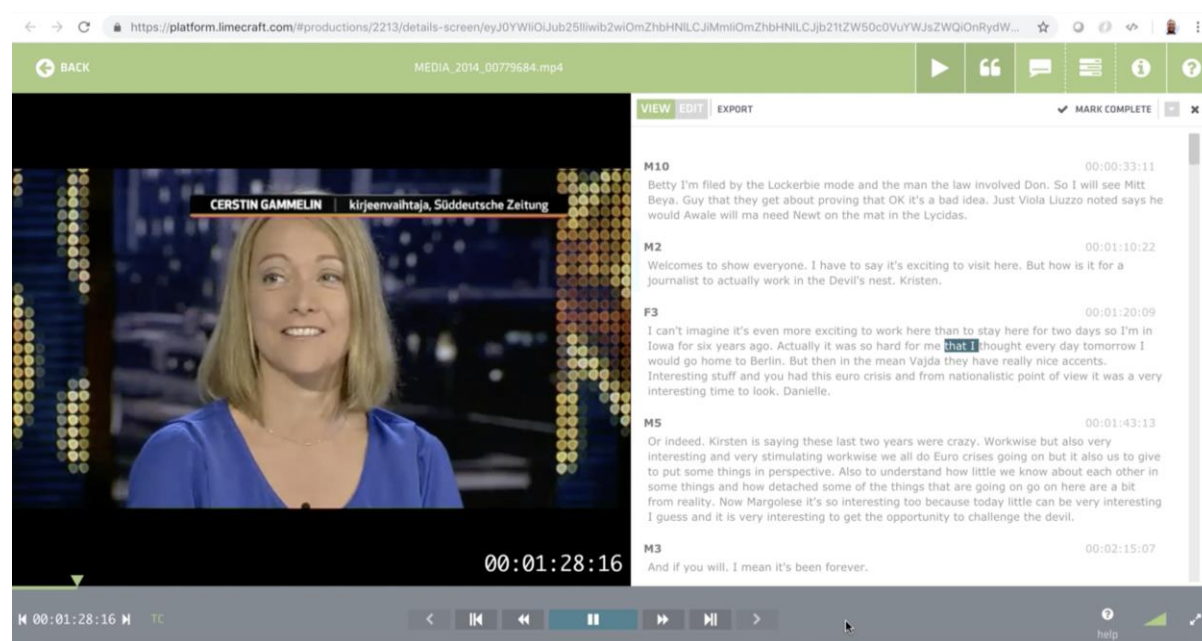 https://platform.limecraft.com/#productions/2213/details-screen/eyJ0YWIiOiJub25lIiwib2wiOmZhbHNlLCJiMmIiOmZhbHNlLCJjb21tZW50c0VuYWJsZWQiOnRydW...
BACK
MEDIA_2014_00779684.mp4
VIEW EDIT EXPORT
MARK COMPLETE
CERSTIN GAMMELIN | kirjeenvaihtaja, Süddeutsche Zeitung
00:01:28:16
M10 00:00:33:11
Betty I'm filed by the Lockerbie mode and the man the law involved Don. So I will see Mitt
Beya. Guy that they get about proving that OK it's a bad idea. Just Viola Liuzzo noted says he
would Awale will ma need Newt on the mat in the Lycidas.
M2 00:01:10:22
Welcomes to show everyone. I have to say it's exciting to visit here. But how is it for a
journalist to actually work in the Devil's nest. Kristen.
F3 00:01:20:09
I can't imagine it's even more exciting to work here than to stay here for two days so I'm in
Iowa for six years ago. Actually it was so hard for me that I thought every day tomorrow I
would go home to Berlin. But then in the mean Vajda they have really nice accents.
Interesting stuff and you had this euro crisis and from nationalistic point of view it was a very
interesting time to look. Danielle.
M5 00:01:43:13
Or indeed. Kirsten is saying these last two years were crazy. Workwise but also very
interesting and very stimulating workwise we all do Euro crises going on but it also us to give
to put some things in perspective. Also to understand how little we know about each other in
some things and how detached some of the things that are going on go on here are a bit
from reality. Now Margolese it's so interesting too because today little can be very interesting
I guess and it is very interesting to get the opportunity to challenge the devil.
M3 00:02:15:07
And if you will. I mean it's been forever.
00:01:28:16 TC
help